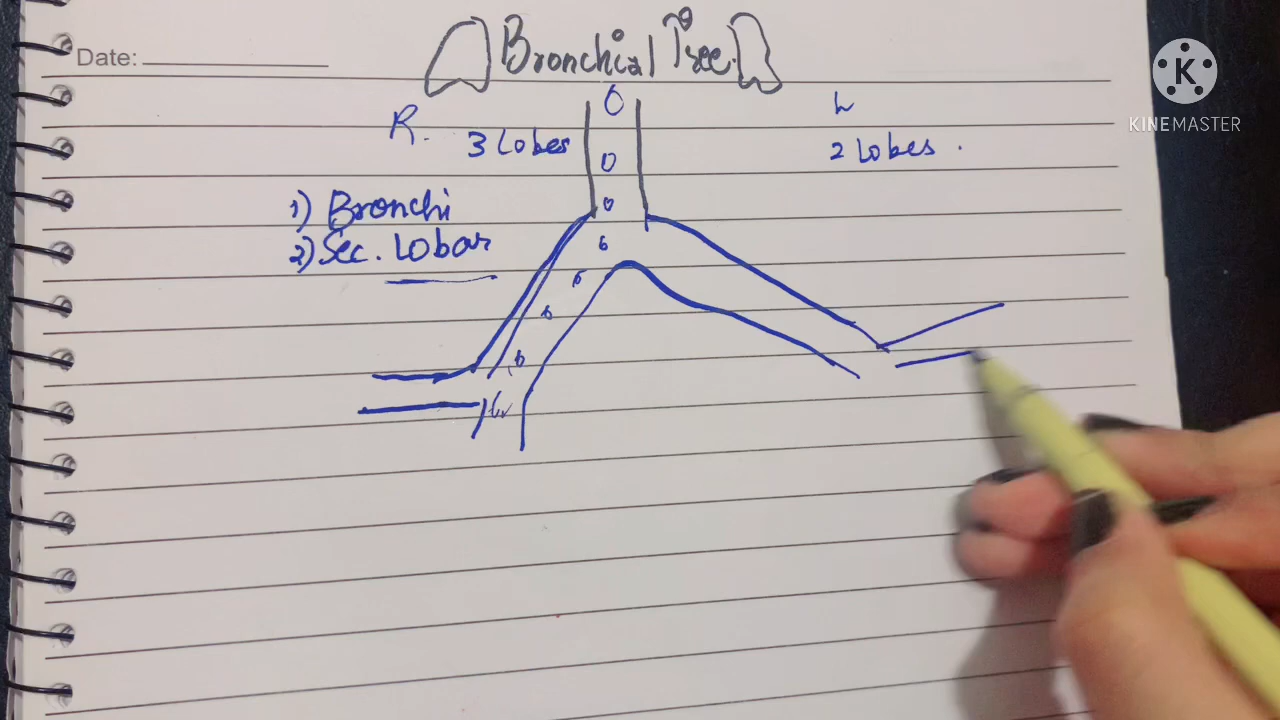 Date:
Bronchial Tree.
KINEMASTER
R. L
3 Lobes 2 Lobes .
1) Bronchi
2) Sec. Lobar